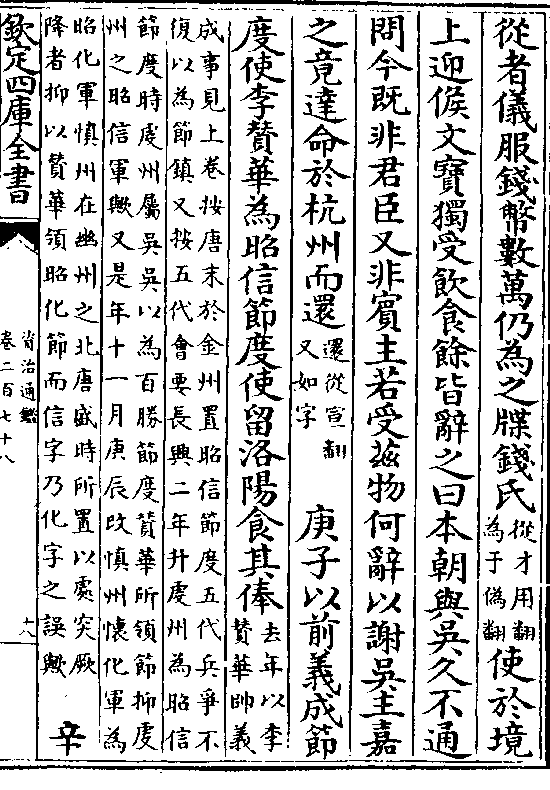 從者儀服錢幣數萬仍為之牒錢氏從才用翻為于偽翻使於境
上迎候文寶獨受飲食餘皆辭之曰本朝與吳久不通
問今既非君臣又非賓主若受茲物何辭以謝吳主嘉
之竟達命於杭州而還還從宣翻又如字庚子以前義成節
度使李贊華為昭信節度使留洛陽食其俸去年以李贊華帥義
成事見上卷按唐末於金州置昭信節度五代兵爭不
復以為節鎮又按五代會要長興二年升虔州為昭信
節度時虔州屬吳吳以為百勝節度贊華所領節抑虔
州之昭信軍歟又是年十一月庚辰改慎州懷化軍為
昭化軍慎州在幽州之北唐盛時所置以處突厥
降者抑以贊華領昭化節而信字乃化字之誤歟辛
欽定四庫全書
資治通鑑
卷二百七十八
十八